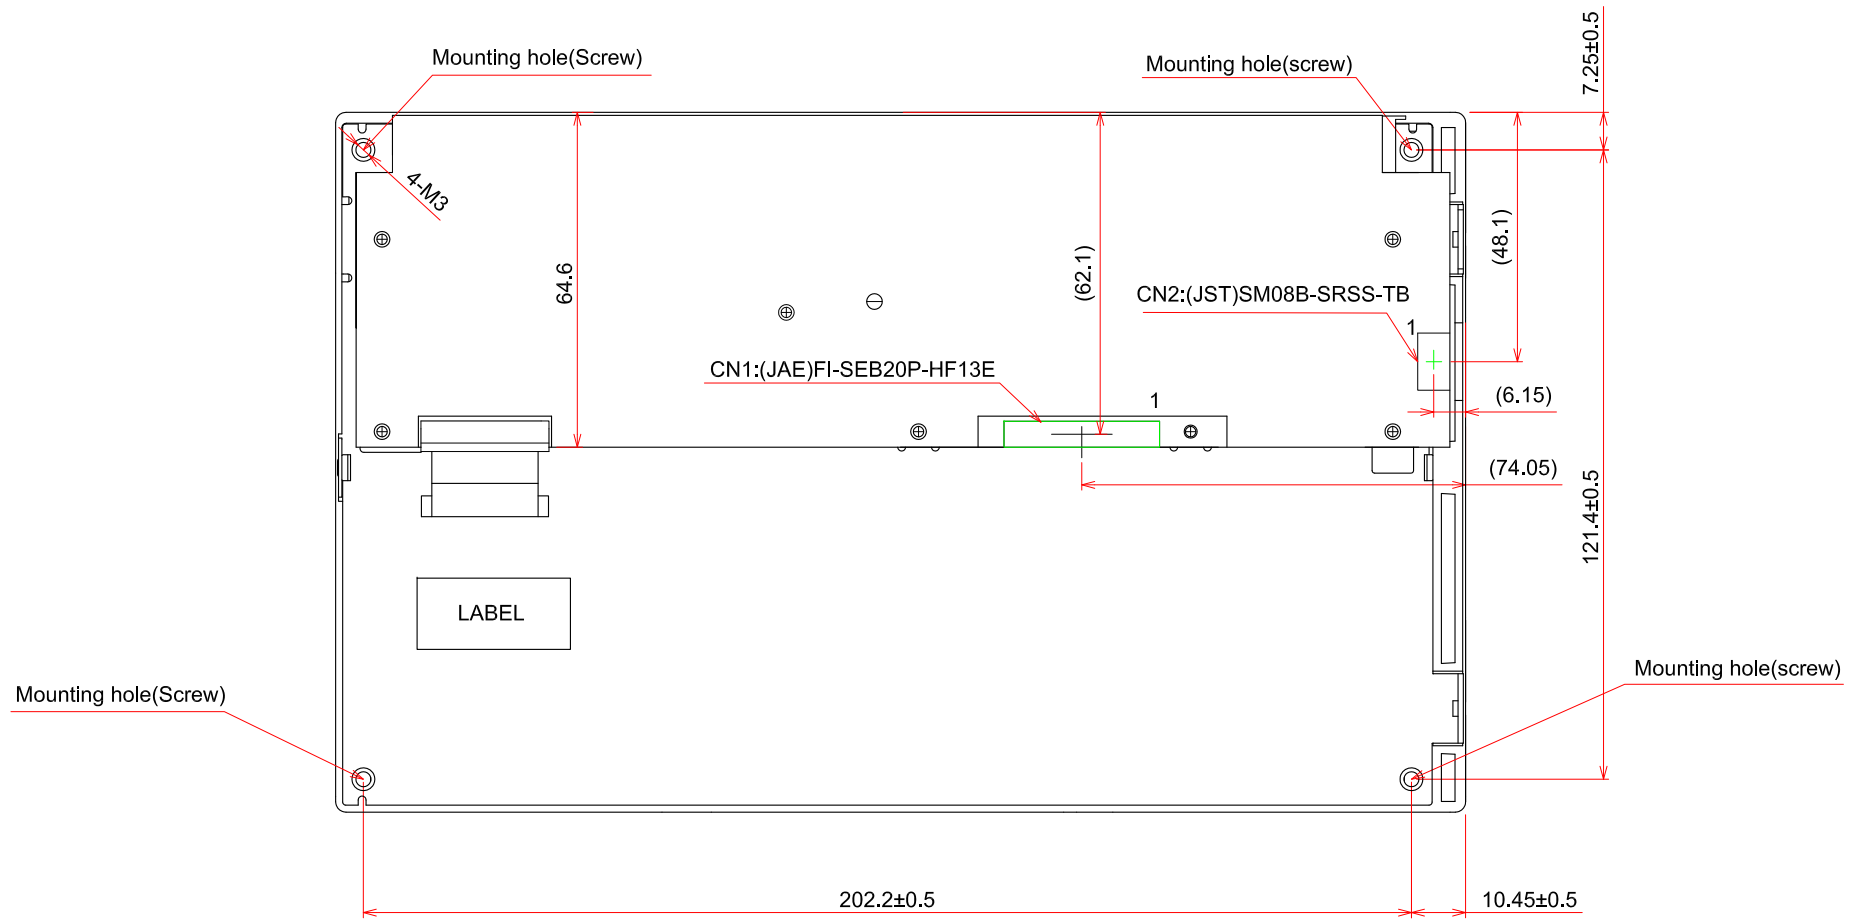 Mounting hole(Screw)
Mounting hole(screw)
7.25±0.5
4-M3
64.6
(62.1)
(48.1)
CN2:(JST)SM08B-SRSS-TB
1
CN1:(JAE)FI-SEB20P-HF13E
1
(6.15)
(74.05)
121.4±0.5
LABEL
Mounting hole(Screw)
Mounting hole(screw)
202.2±0.5
10.45±0.5